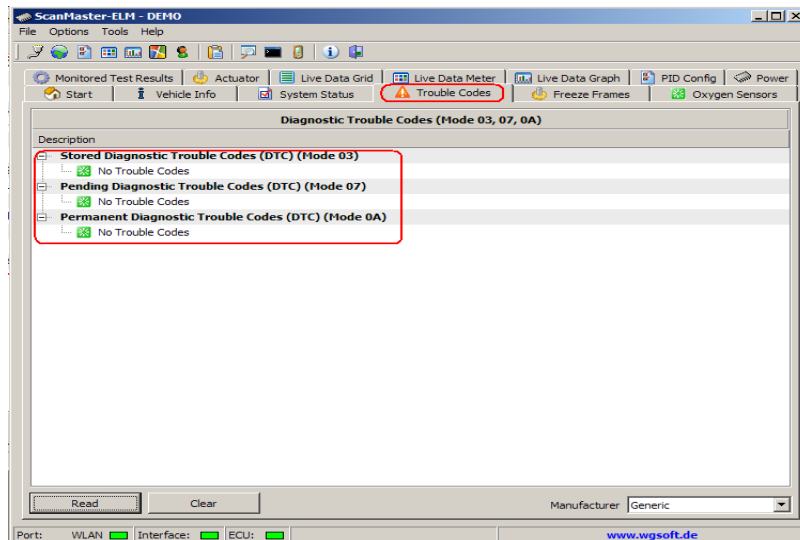 ScanMaster-ELM - DEMO
File Options Tools Help
Monitored Test Results Actuator Live Data Grid Live Data Meter Live Data Graph PID Config Power
Start Vehicle Info System Status Trouble Codes Freeze Frames Oxygen Sensors
Diagnostic Trouble Codes (Mode 03, 07, 0A)
Description
Stored Diagnostic Trouble Codes (DTC) (Mode 03)
No Trouble Codes
Pending Diagnostic Trouble Codes (DTC) (Mode 07)
No Trouble Codes
Permanent Diagnostic Trouble Codes (DTC) (Mode 0A)
No Trouble Codes
Read Clear Manufacturer Generic
Port: WLAN Interface: ECU: www.wgsoft.de